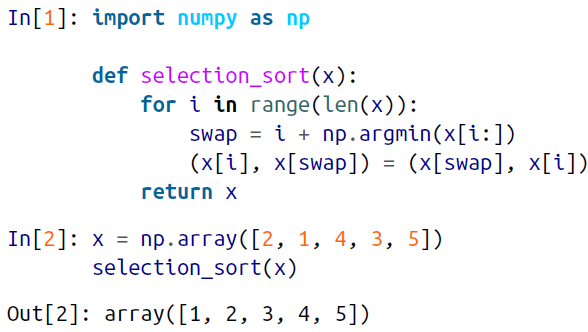 In[1]: import numpy as np
def selection_sort(x):
for i in range(len(x)):
swap = i + np.argmin(x[i:])
(x[i], x[swap]) = (x[swap], x[i])
return x
In[2]: x = np.array([2, 1, 4, 3, 5])
selection_sort(x)
Out[2]: array([1, 2, 3, 4, 5])